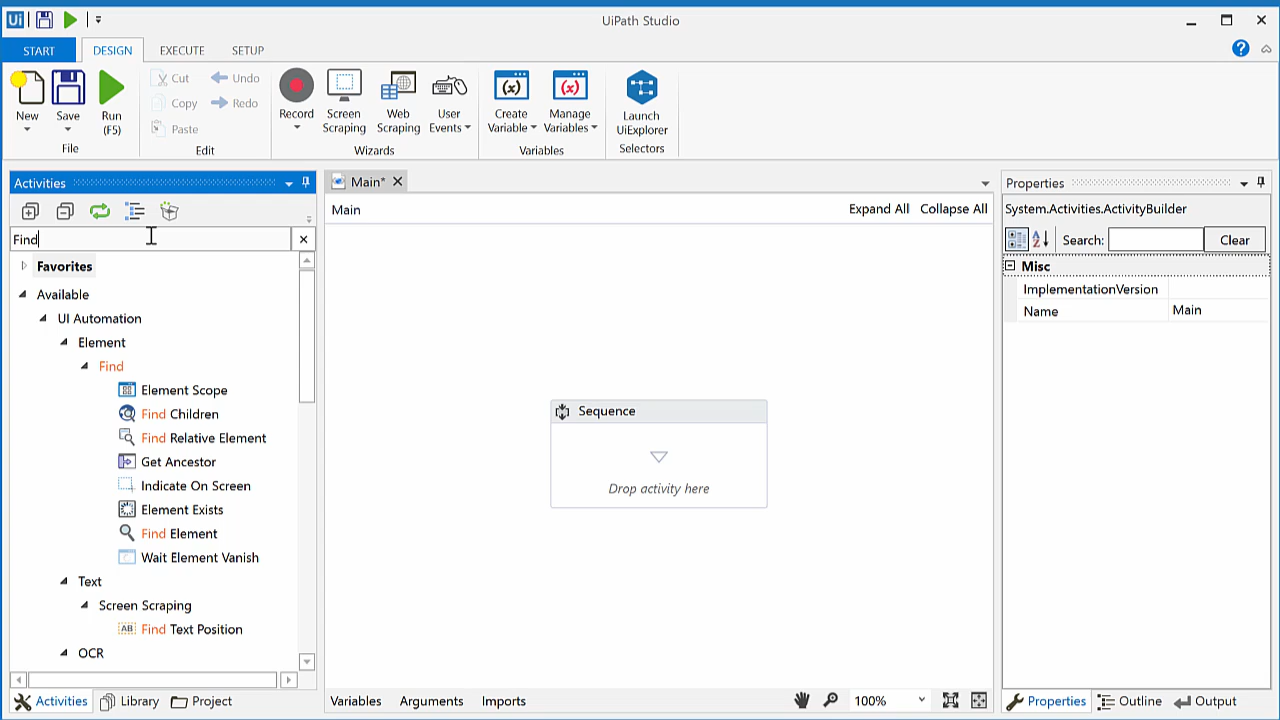 Ui
UiPath Studio
START DESIGN EXECUTE SETUP
New
Save
Run
(F5)
File
Cut
Copy
Paste
Undo
Redo
Edit
Record
Screen
Scraping
Web
Scraping
User
Events
Wizards
Create
Variable
Manage
Variables
Variables
Launch
UiExplorer
Selectors
Activities
Find
Favorites
Available
UI Automation
Element
Find
Element Scope
Find Children
Find Relative Element
Get Ancestor
Indicate On Screen
Element Exists
Find Element
Wait Element Vanish
Text
Screen Scraping
AB Find Text Position
OCR
Activities Library Project
Main*
Main Expand All Collapse All
Sequence
Drop activity here
Variables Arguments Imports 100%
Properties
System.Activities.ActivityBuilder
Search: Clear
Misc
ImplementationVersion
Name Main
Properties Outline Output